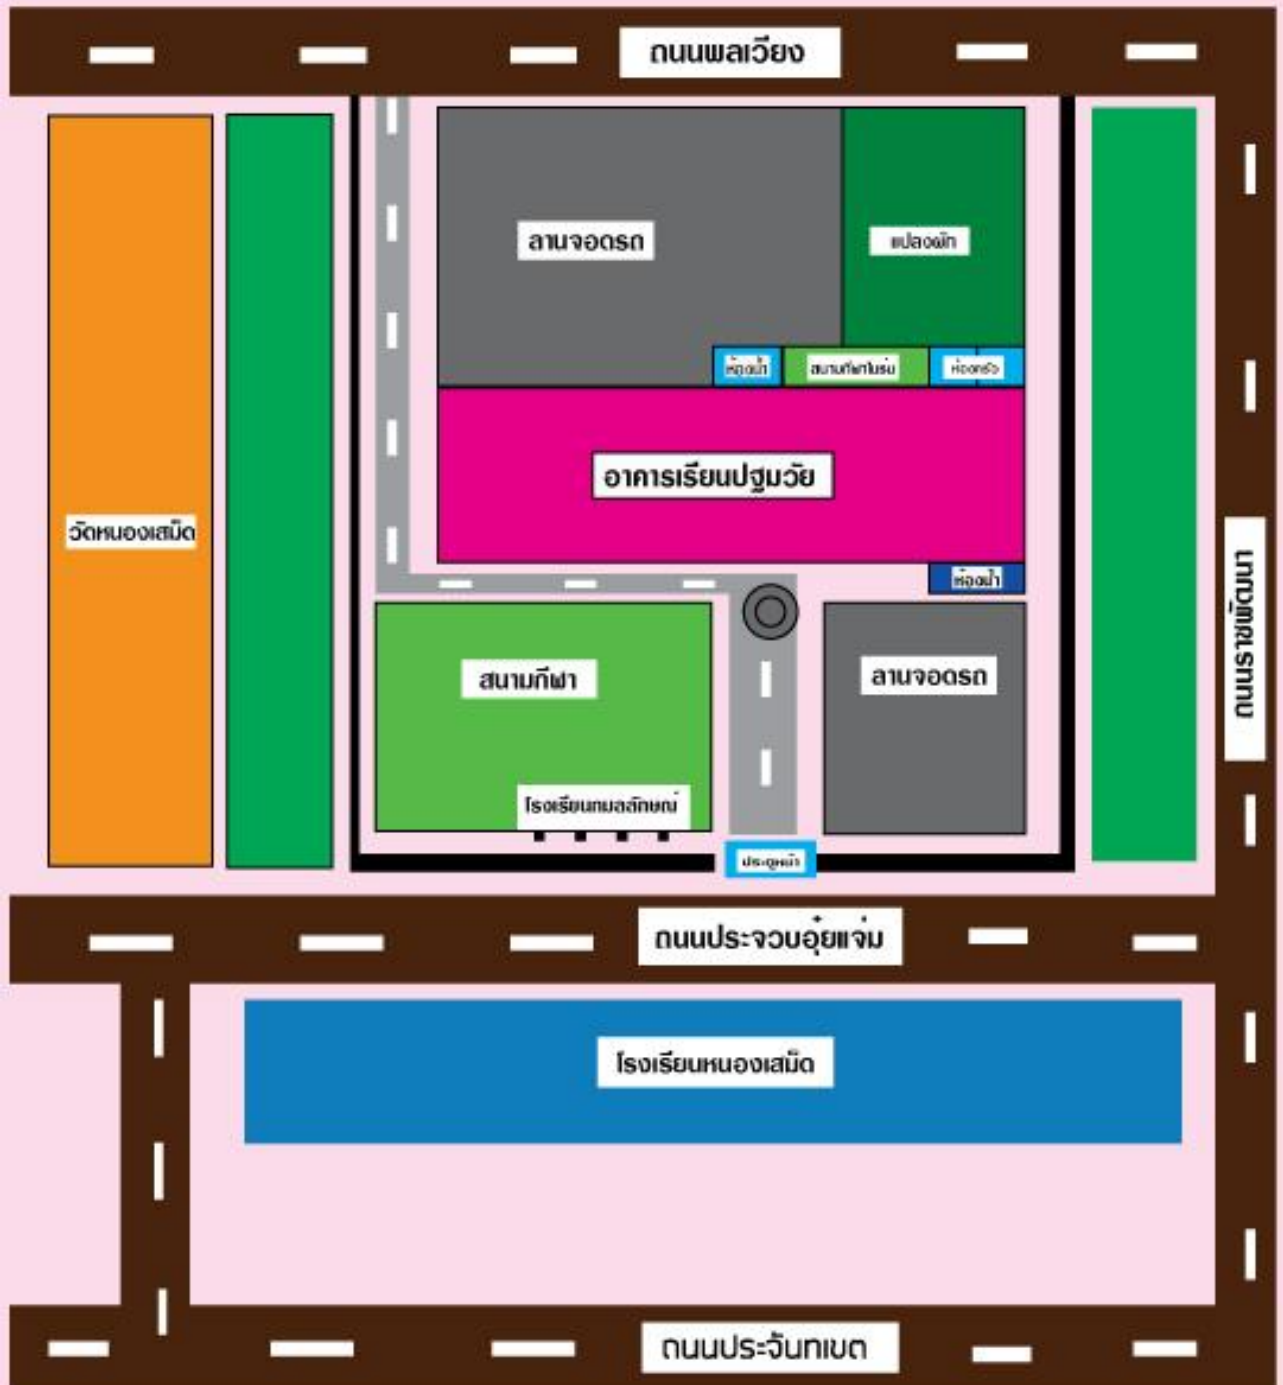 ถนนพลเวียง
ลานจอดรถ
แปลงผัก
ห้องน้ำ
สนามกีฬาในร่ม
ห้องครัว
อาคารเรียนปฐมวัย
วัดหนองเสม็ด
ห้องน้ำ
ถนนราชพัฒนา
สนามกีฬา
ลานจอดรถ
โรงเรียนกมลลักษณ์
ประตูหน้า
ถนนประจวบอุ๋ยแจ่ม
โรงเรียนหนองเสม็ด
ถนนประจันทเขต